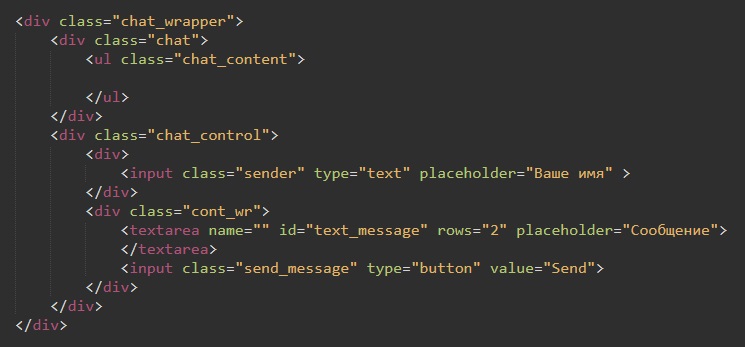 <div class="chat_wrapper">
    <div class="chat">
        <ul class="chat_content">

        </ul>
    </div>
    <div class="chat_control">
        <div>
            <input class="sender" type="text" placeholder="Ваше имя" >
        </div>
        <div class="cont_wr">
            <textarea name="" id="text_message" rows="2" placeholder="Сообщение">
            </textarea>
            <input class="send_message" type="button" value="Send">
        </div>
    </div>
</div>